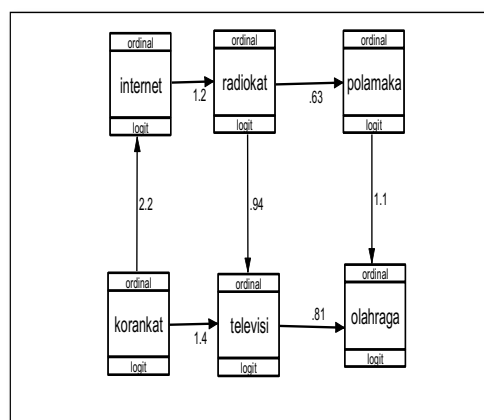 ordinal
internet
logit
1.2
ordinal
radiokat
logit
.63
ordinal
polamaka
logit
2.2
.94
1.1
ordinal
korankat
logit
1.4
ordinal
televisi
logit
.81
ordinal
olahraga
logit